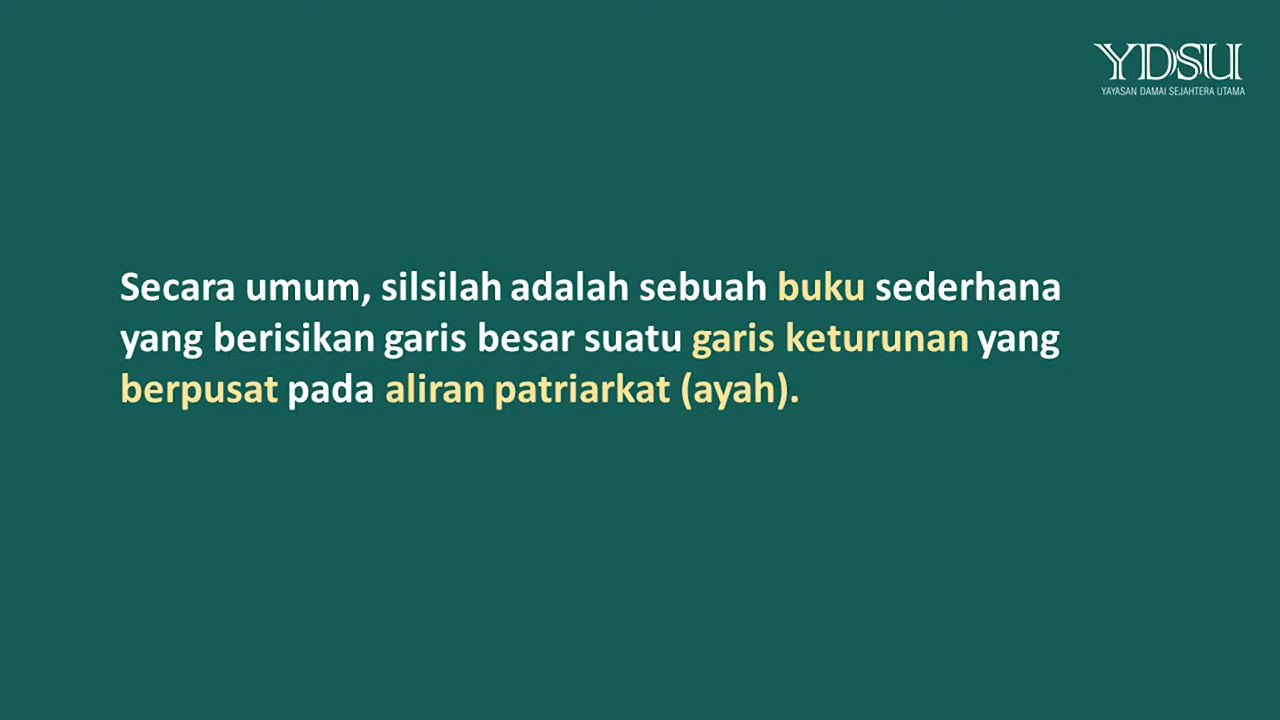 YDSU
YAYASAN DAMAI SEJAHTERA UTAMA
Secara umum, silsilah adalah sebuah buku sederhana
yang berisikan garis besar suatu garis keturunan yang
berpusat pada aliran patriarkat (ayah).